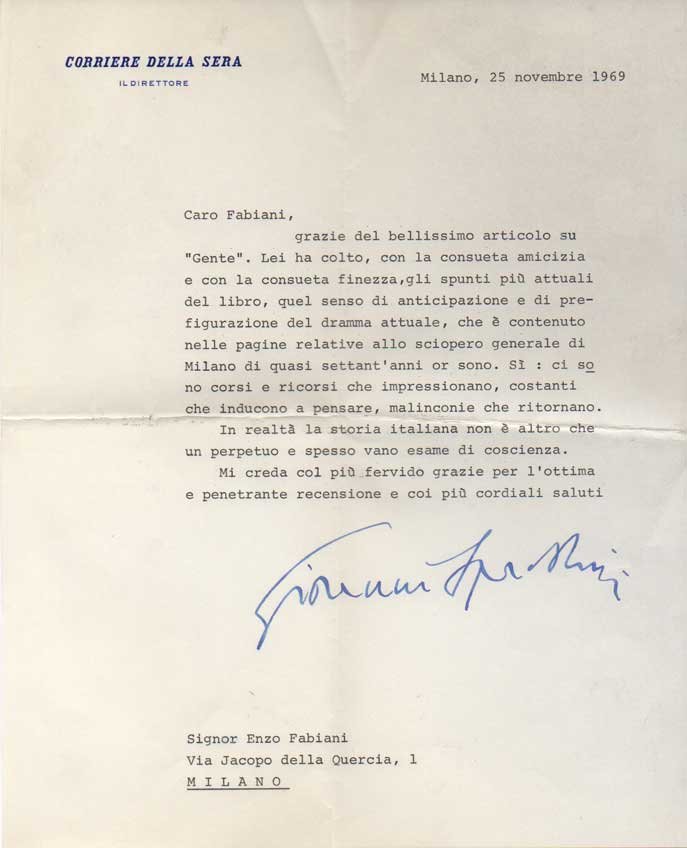 CORRIERE DELLA SERA
IL DIRETTORE
Milano, 25 novembre 1969
Caro Fabiani,
grazie del bellissimo articolo su
"Gente". Lei ha colto, con la consueta amicizia
e con la consueta finezza,gli spunti più attuali
del libro, quel senso di anticipazione e di pre-
figurazione del dramma attuale, che è contenuto
nelle pagine relative allo sciopero generale di
Milano di quasi settant'anni or sono. Sì : ci so
no corsi e ricorsi che impressionano, costanti
che inducono a pensare, malinconie che ritornano.
In realtà la storia italiana non è altro che
un perpetuo e spesso vano esame di coscienza.
Mi creda col più fervido grazie per l'ottima
e penetrante recensione e coi più cordiali saluti
Giovanni Spadolini
Signor Enzo Fabiani
Via Jacopo della Quercia, 1
MILANO